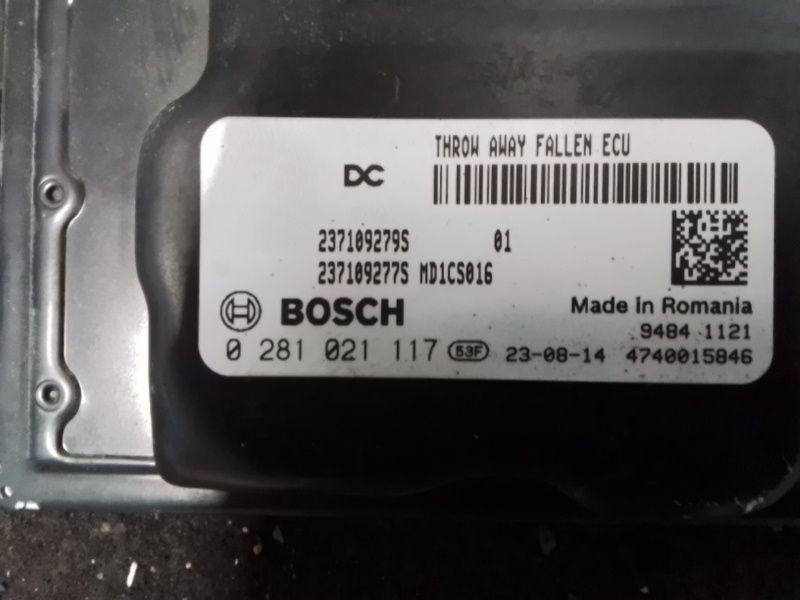 THROW AWAY FALLEN ECU
DC
237109279S 01
237109277S MD1CS016
BOSCH Made in Romania
9484 1121
0 281 021 117 53F 23-08-14 4740015846